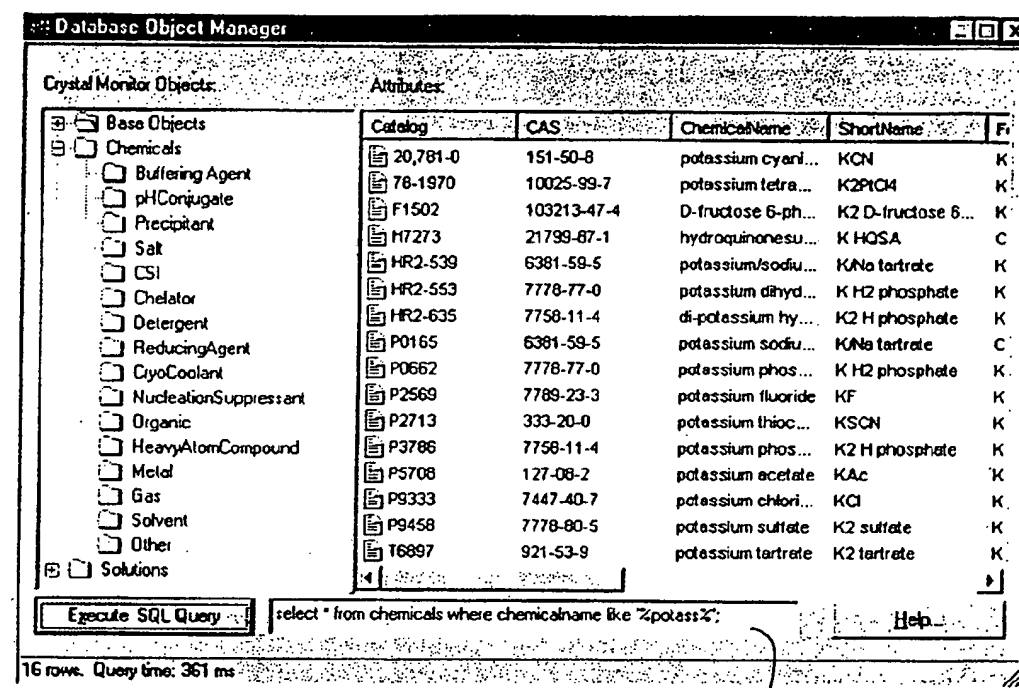 Database Object Manager
Crystal Monitor Objects: Attributes:
Base Objects
Chemicals
Buffering Agent
pHConjugate
Precipitant
Salt
CSI
Chelator
Detergent
ReducingAgent
CryoCoolant
NucleationSuppressant
Organic
HeavyAtomCompound
Metal
Gas
Solvent
Other
Solutions
Catalog CAS ChemicalName ShortName
20,781-0 151-50-8 potassium cyani... KCN K
78-1970 10025-99-7 potassium tetra... K2PtCl4 K
F1502 103213-47-4 D-fructose 6-ph... K2 D-fructose 6... K
H7273 21799-87-1 hydroquinonesu... K HQSA C
HR2-539 6381-59-5 potassium/sodiu... K/Na tartrate K
HR2-553 7778-77-0 potassium dihyd... K H2 phosphate K
HR2-635 7758-11-4 di-potassium hy... K2 H phosphate K
P0165 6381-59-5 potassium sodiu... K/Na tartrate C
P0662 7778-77-0 potassium phos... K H2 phosphate K
P2569 7789-23-3 potassium fluoride KF K
P2713 333-20-0 potassium thioc... KSCN K
P3786 7758-11-4 potassium phos... K2 H phosphate K
P5708 127-08-2 potassium acetate KAc K
P9333 7447-40-7 potassium chlori... KCl K
P9458 7778-80-5 potassium sulfate K2 sulfate K
T6897 921-53-9 potassium tartrate K2 tartrate K
Execute SQL Query select * from chemicals where chemicalname like '%potass%'; Help...
16 rows. Query time: 361 ms